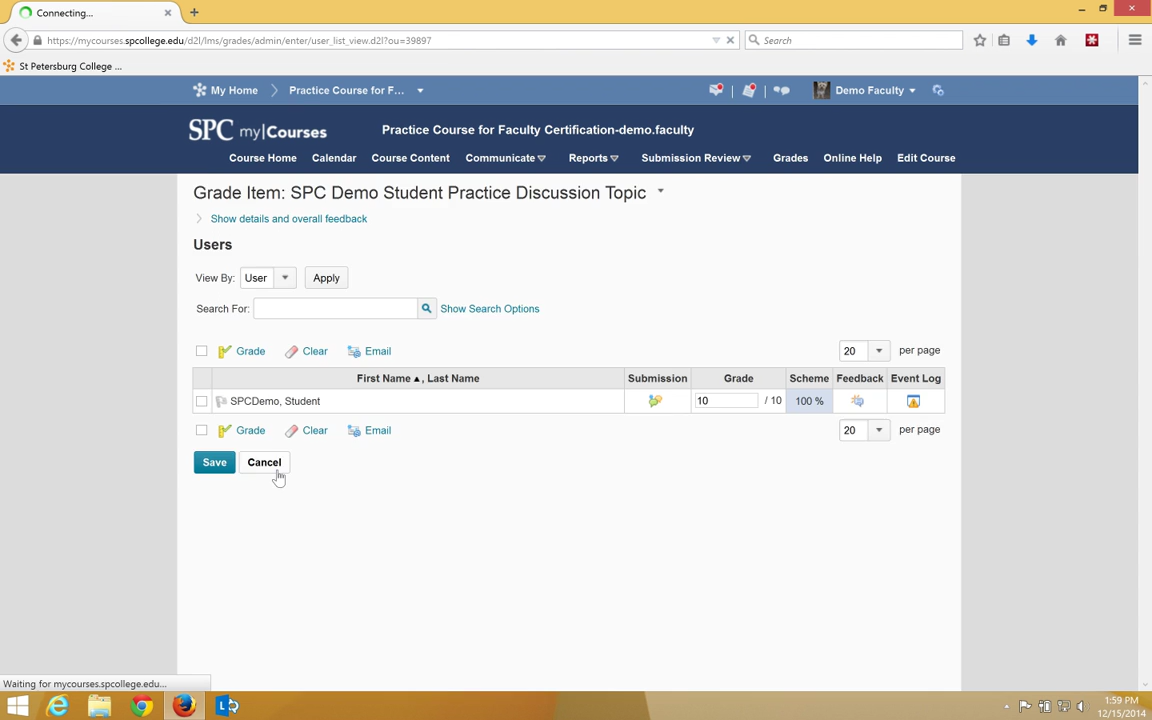 Connecting...
https://mycourses.spcollege.edu/d2l/lms/grades/admin/enter/user_list_view.d2l?ou=39897
Search
St Petersburg College ...
My Home
Practice Course for F...
Demo Faculty
SPC my|Courses
Practice Course for Faculty Certification-demo.faculty
Course Home Calendar Course Content Communicate Reports Submission Review Grades Online Help Edit Course
Grade Item: SPC Demo Student Practice Discussion Topic
Show details and overall feedback
Users
View By: User Apply
Search For: Show Search Options
Grade Clear Email 20 per page
First Name ▲, Last Name Submission Grade Scheme Feedback Event Log
SPCDemo, Student 10 / 10 100 %
Grade Clear Email 20 per page
Save Cancel
Waiting for mycourses.spcollege.edu...
1:59 PM
12/15/2014